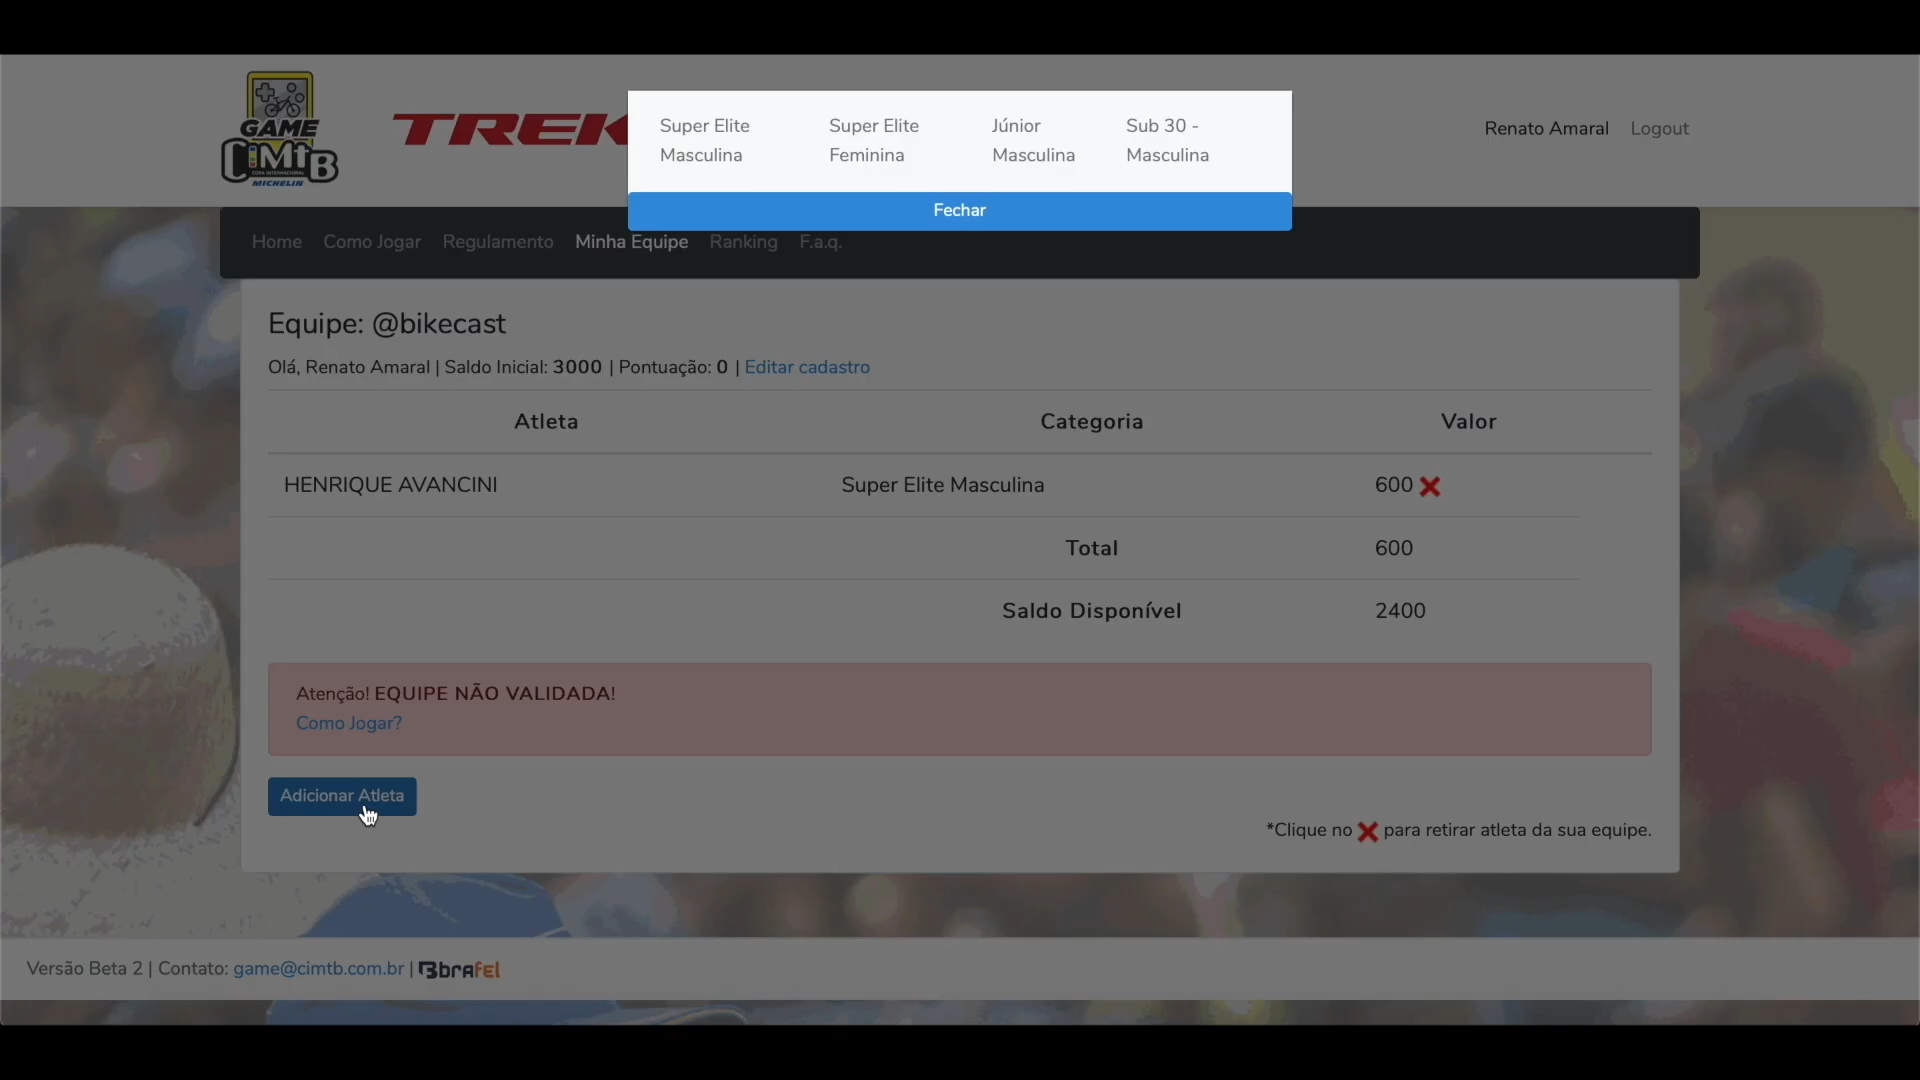 GAME
CIMTB
COPA INTERNACIONAL
MICHELIN
TREK
Super Elite Masculina
Super Elite Feminina
Júnior Masculina
Sub 30 - Masculina
Fechar
Renato Amaral Logout
Home Como Jogar Regulamento Minha Equipe Ranking F.a.q.
Equipe: @bikecast
Olá, Renato Amaral | Saldo Inicial: 3000 | Pontuação: 0 | Editar cadastro
Atleta Categoria Valor
HENRIQUE AVANCINI Super Elite Masculina 600
Total 600
Saldo Disponível 2400
Atenção! EQUIPE NÃO VALIDADA!
Como Jogar?
Adicionar Atleta
*Clique no para retirar atleta da sua equipe.
Versão Beta 2 | Contato: game@cimtb.com.br | brafel